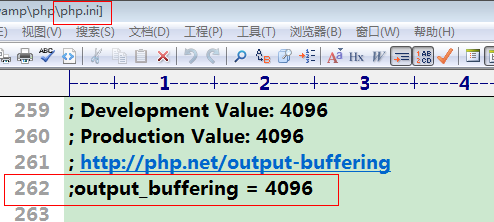 vamp\php\php.ini]
视图(V) 搜索(S) 文档(D) 工程(P) 工具(T) 浏览器(B) 窗口(W)
ABC A Hx W
1 2 3 4
259 ; Development Value: 4096
260 ; Production Value: 4096
261 ; http://php.net/output-buffering
262 ;output_buffering = 4096
263